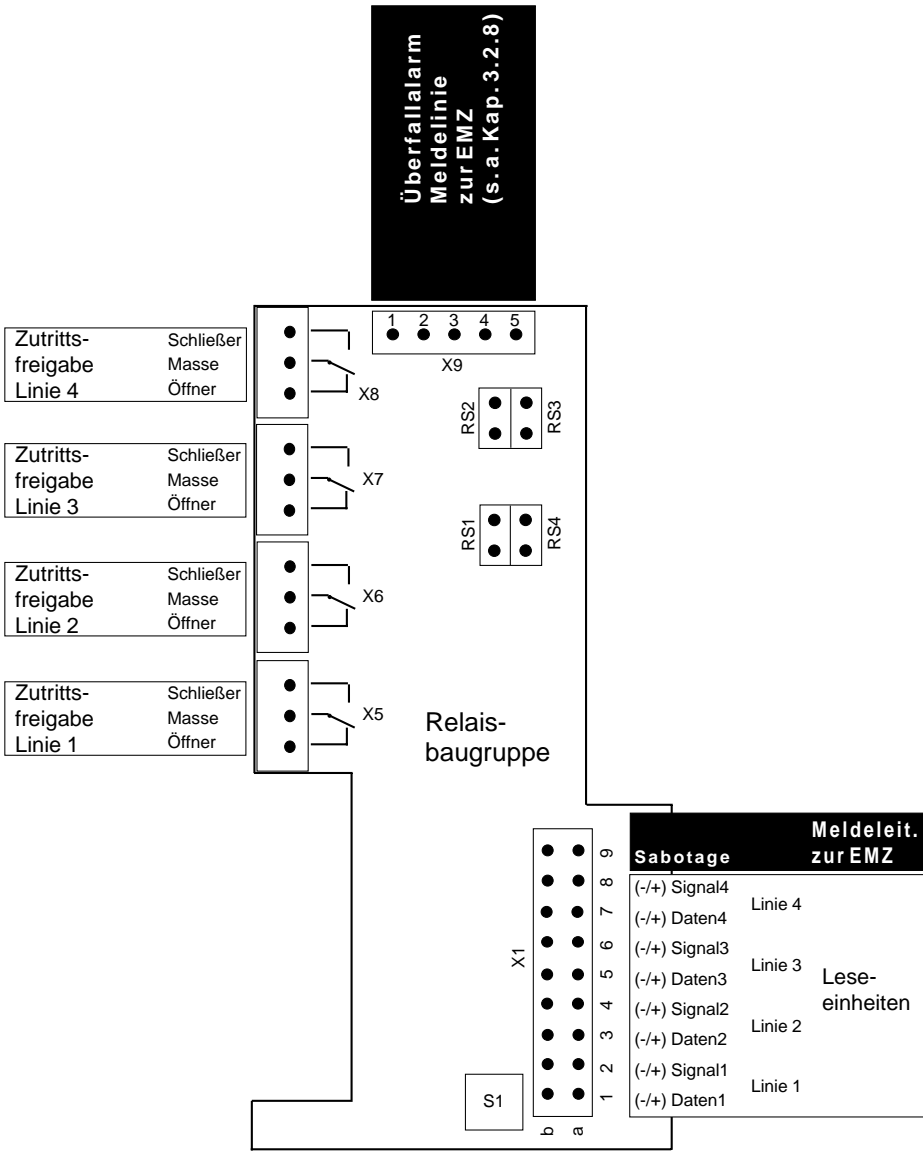 Überfallalarm
Meldelinie
zur EMZ
(s. a. Kap. 3.2.8)
1 2 3 4 5
X9
Zutritts-
freigabe
Linie 4
Schließer
Masse
Öffner
X8
RS2
RS3
Zutritts-
freigabe
Linie 3
Schließer
Masse
Öffner
X7
RS1
RS4
Zutritts-
freigabe
Linie 2
Schließer
Masse
Öffner
X6
Zutritts-
freigabe
Linie 1
Schließer
Masse
Öffner
X5
Relais-
baugruppe
X1
9
8
7
6
5
4
3
2
1
b a
S1
Sabotage
Meldeleit.
zur EMZ
(-/+) Signal4
(-/+) Daten4
Linie 4
(-/+) Signal3
(-/+) Daten3
Linie 3
(-/+) Signal2
(-/+) Daten2
Linie 2
(-/+) Signal1
(-/+) Daten1
Linie 1
Lese-
einheiten